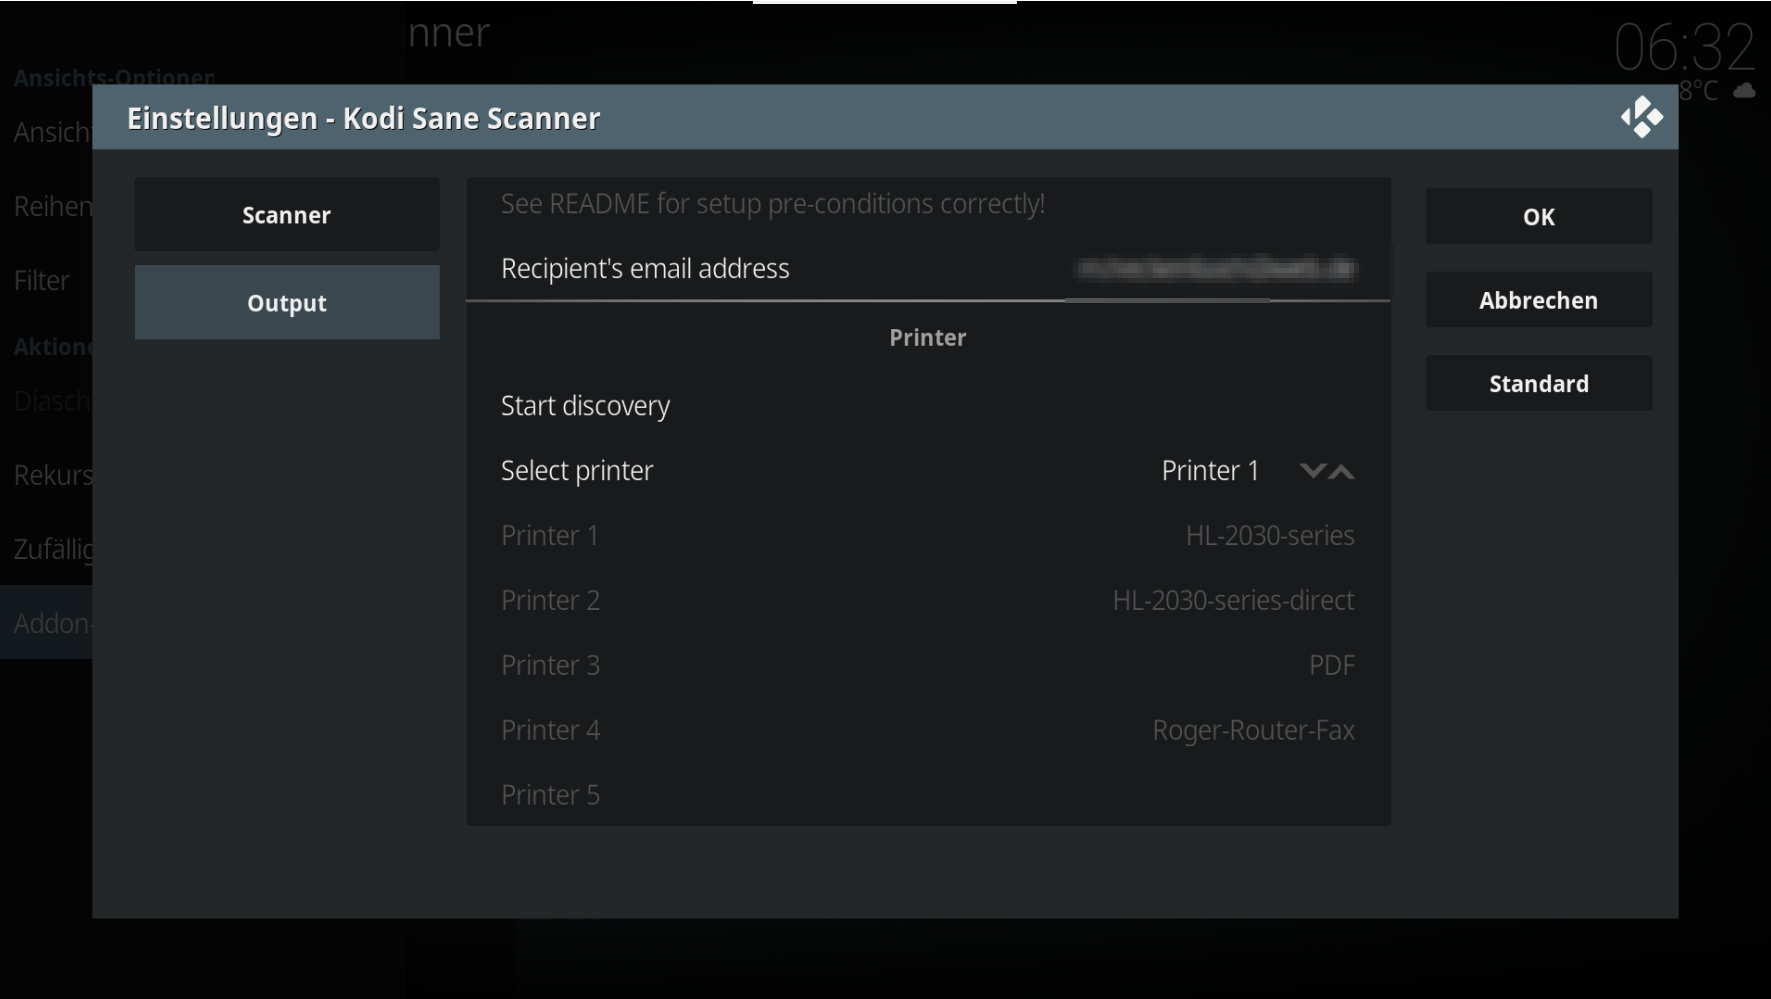 nner
06:32
8°C
Ansichts-Optionen
Ansich
Reihen
Filter
Aktione
Diasch
Rekurs
Zufällig
Addon-
Einstellungen - Kodi Sane Scanner
Scanner
Output
See README for setup pre-conditions correctly!
Recipient's email address
Printer
Start discovery
Select printer Printer 1
Printer 1 HL-2030-series
Printer 2 HL-2030-series-direct
Printer 3 PDF
Printer 4 Roger-Router-Fax
Printer 5
OK
Abbrechen
Standard